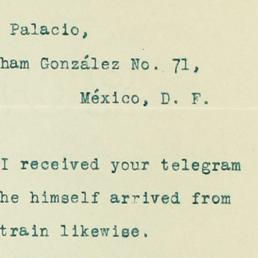 Palacio,
ham González No. 71,
México, D. F.
I received your telegram
he himself arrived from
train likewise.